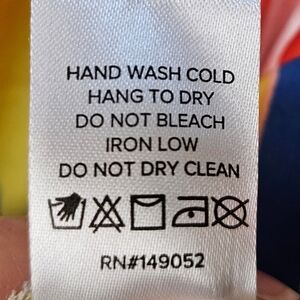 HAND WASH COLD
HANG TO DRY
DO NOT BLEACH
IRON LOW
DO NOT DRY CLEAN
RN#149052